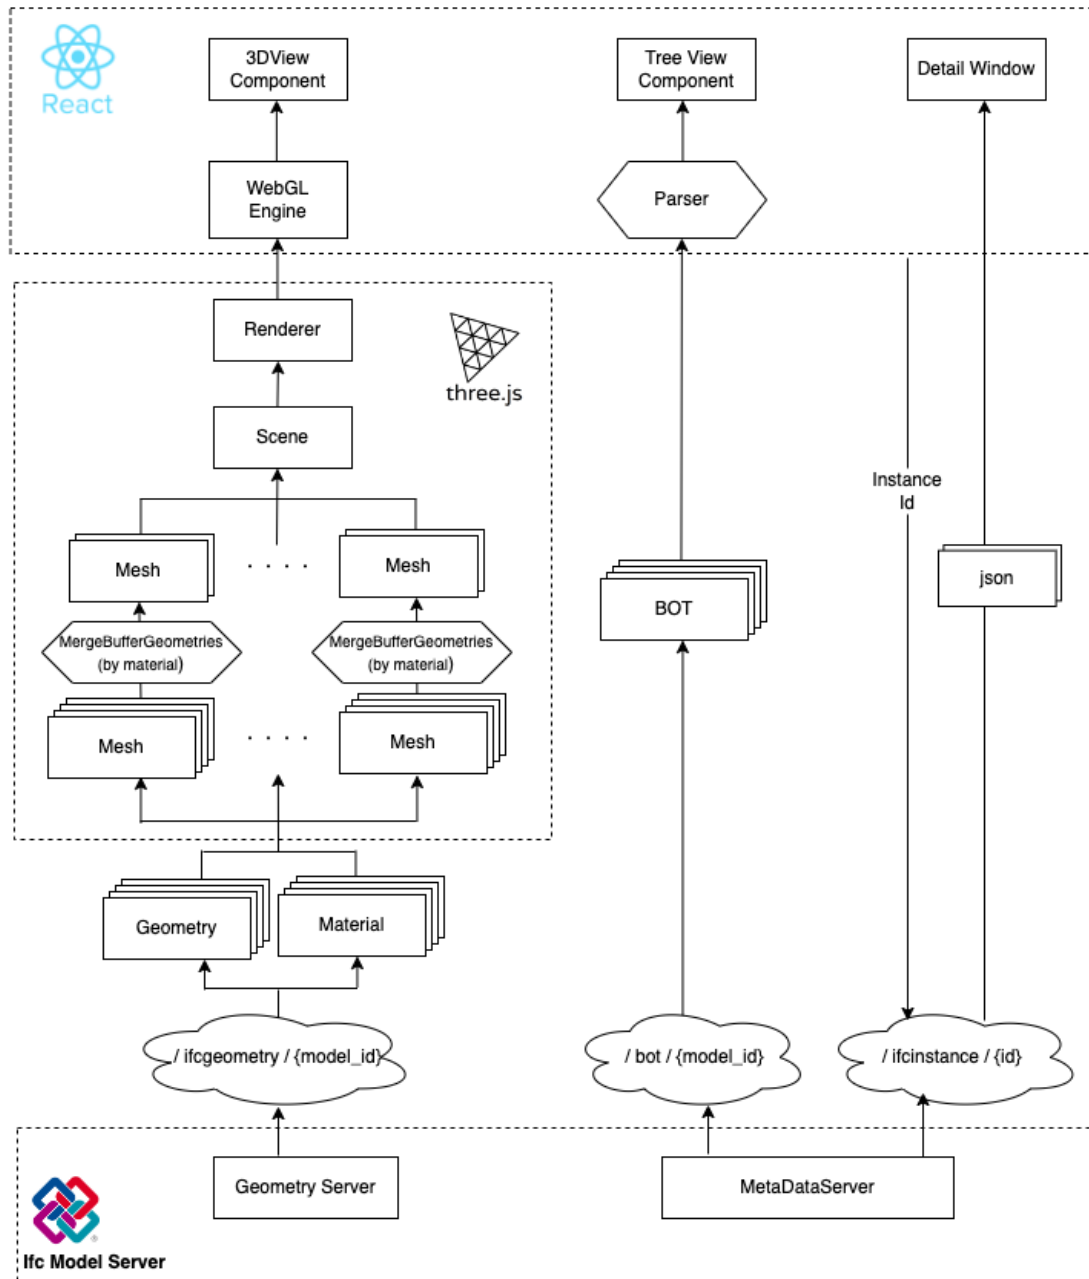 React
3DView
Component
Tree View
Component
Detail Window
WebGL
Engine
Parser
Renderer
three.js
Scene
Instance
Id
Mesh
. . . .
Mesh
json
BOT
MergeBufferGeometries
(by material)
MergeBufferGeometries
(by material)
Mesh
. . . .
Mesh
Geometry
Material
/ ifcgeometry / {model_id}
/ bot / {model_id}
/ ifcinstance / {id}
Geometry Server
MetaDataServer
®
Ifc Model Server